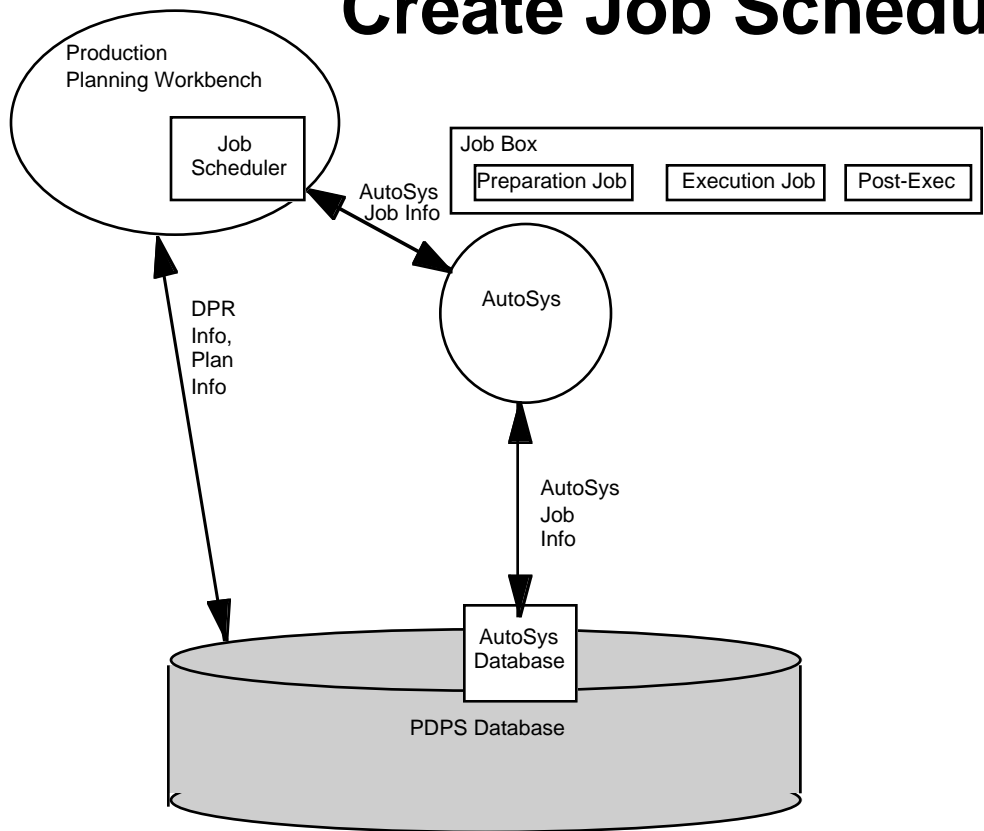 Create Job Schedu
Production
Planning Workbench
Job
Scheduler
Job Box
Preparation Job
Execution Job
Post-Exec
AutoSys
Job Info
AutoSys
DPR
Info,
Plan
Info
AutoSys
Job
Info
AutoSys
Database
PDPS Database